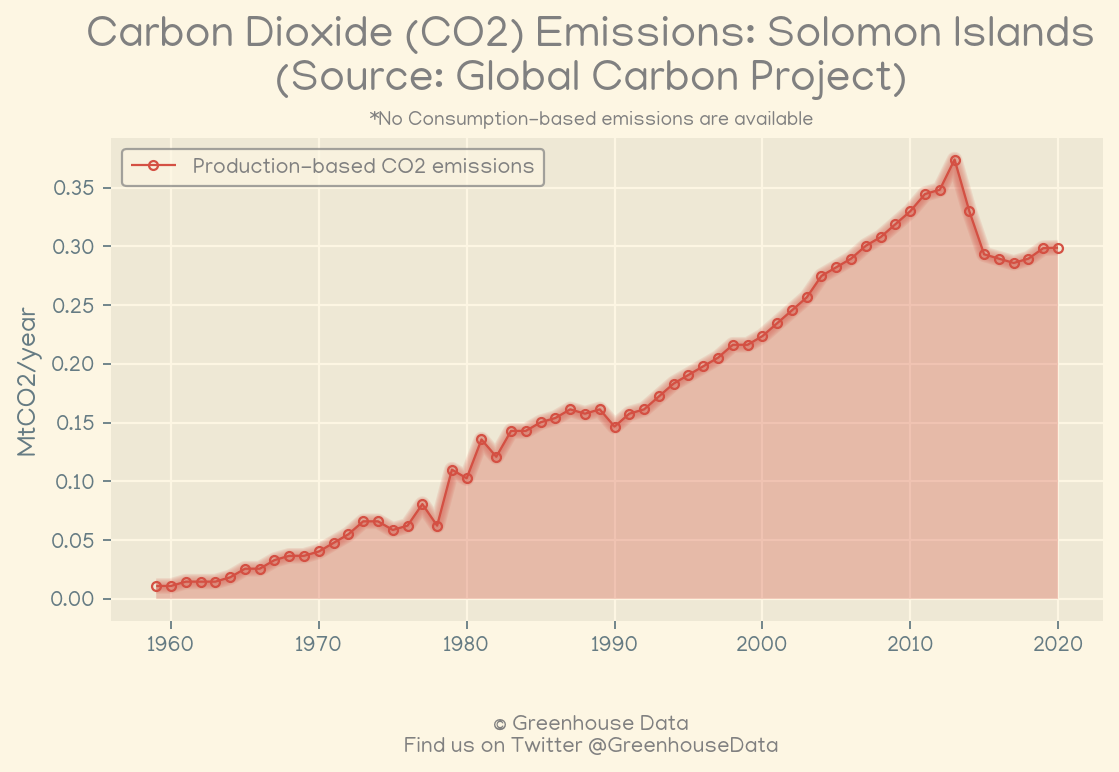 Carbon Dioxide (CO2) Emissions: Solomon Islands
(Source: Global Carbon Project)
*No Consumption-based emissions are available
Production-based CO2 emissions
MtCO2/year
0.35
0.30
0.25
0.20
0.15
0.10
0.05
0.00
1960 1970 1980 1990 2000 2010 2020
© Greenhouse Data
Find us on Twitter @GreenhouseData